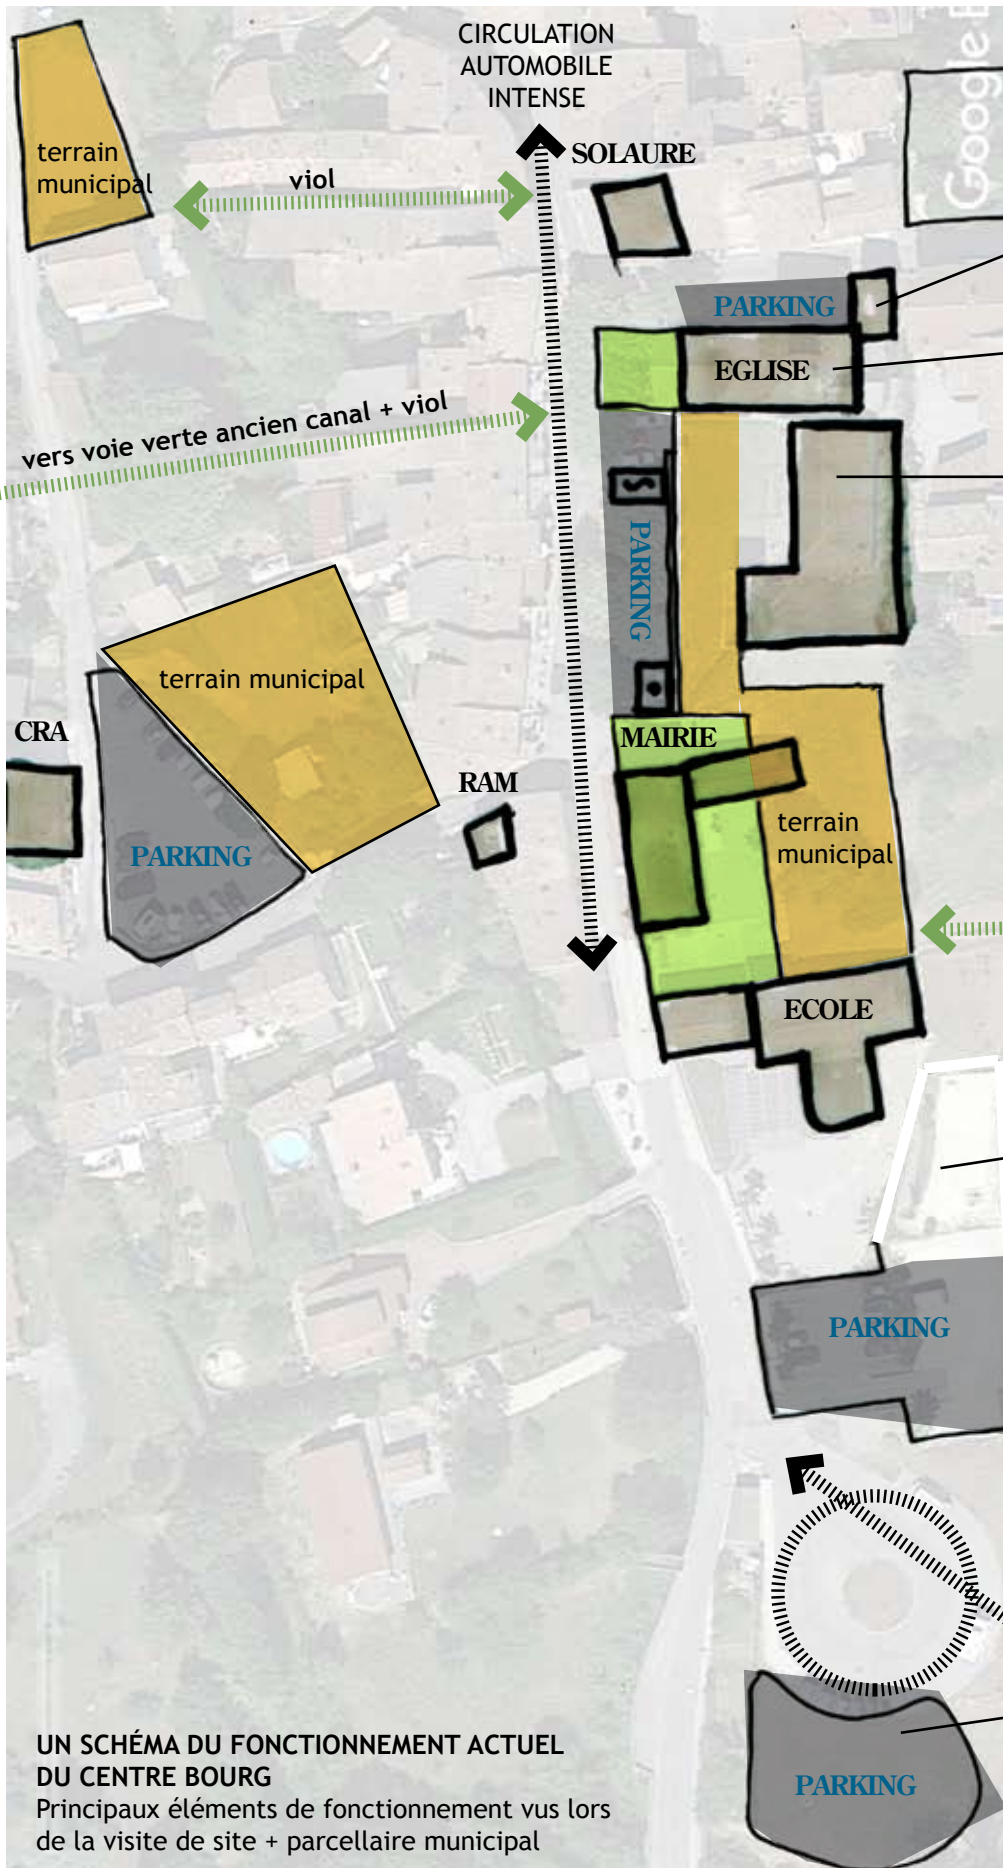 CIRCULATION
AUTOMOBILE
INTENSE
Google E
SOLAURE
terrain
municipal
viol
PARKING
EGLISE
vers voie verte ancien canal + viol
S
PARKING
terrain municipal
CRA
MAIRIE
RAM
PARKING
terrain
municipal
ECOLE
PARKING
UN SCHÉMA DU FONCTIONNEMENT ACTUEL
DU CENTRE BOURG
Principaux éléments de fonctionnement vus lors
de la visite de site + parcellaire municipal
PARKING